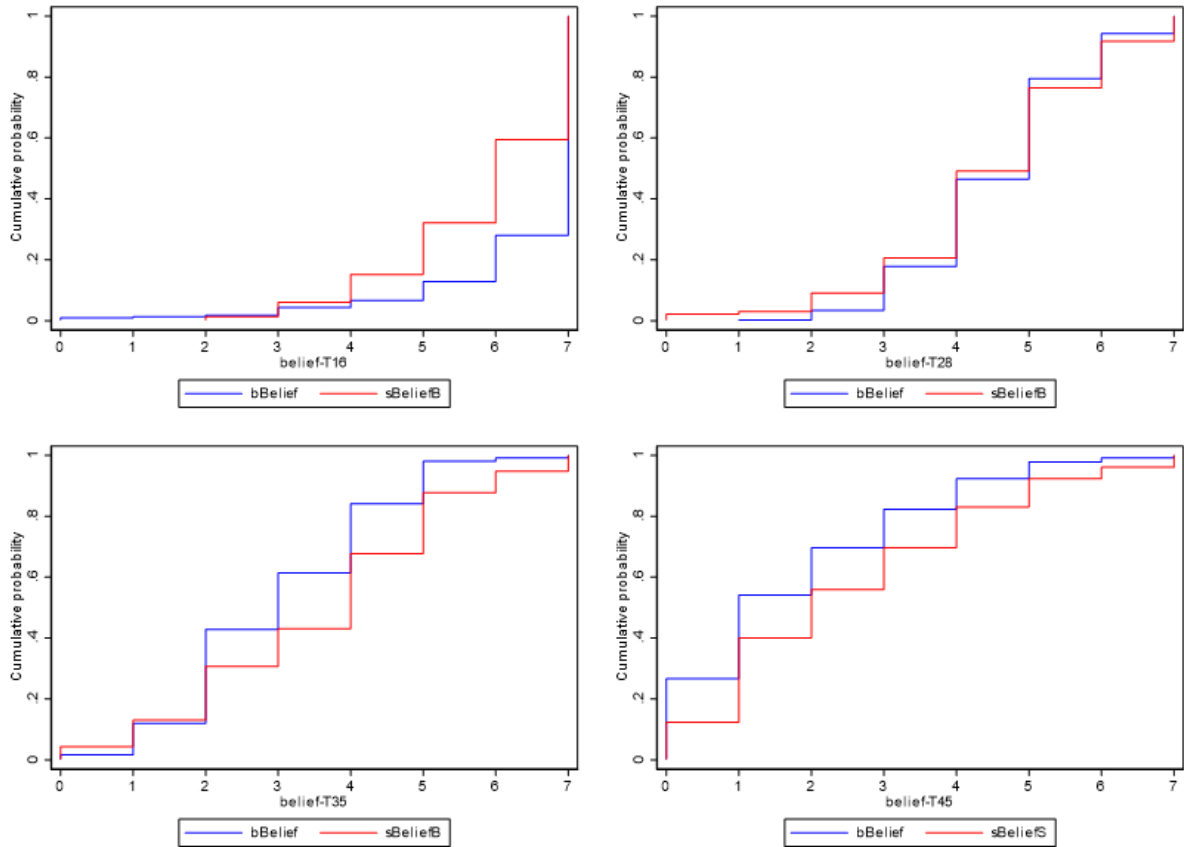 Cumulative probability
1
.8
.6
.4
.2
0
0 1 2 3 4 5 6 7
belief-T16
bBelief sBeliefB
Cumulative probability
1
.8
.6
.4
.2
0
0 1 2 3 4 5 6 7
belief-T28
bBelief sBeliefB
Cumulative probability
1
.8
.6
.4
.2
0
0 1 2 3 4 5 6 7
belief-T35
bBelief sBeliefB
Cumulative probability
1
.8
.6
.4
.2
0
0 1 2 3 4 5 6 7
belief-T45
bBelief sBeliefS